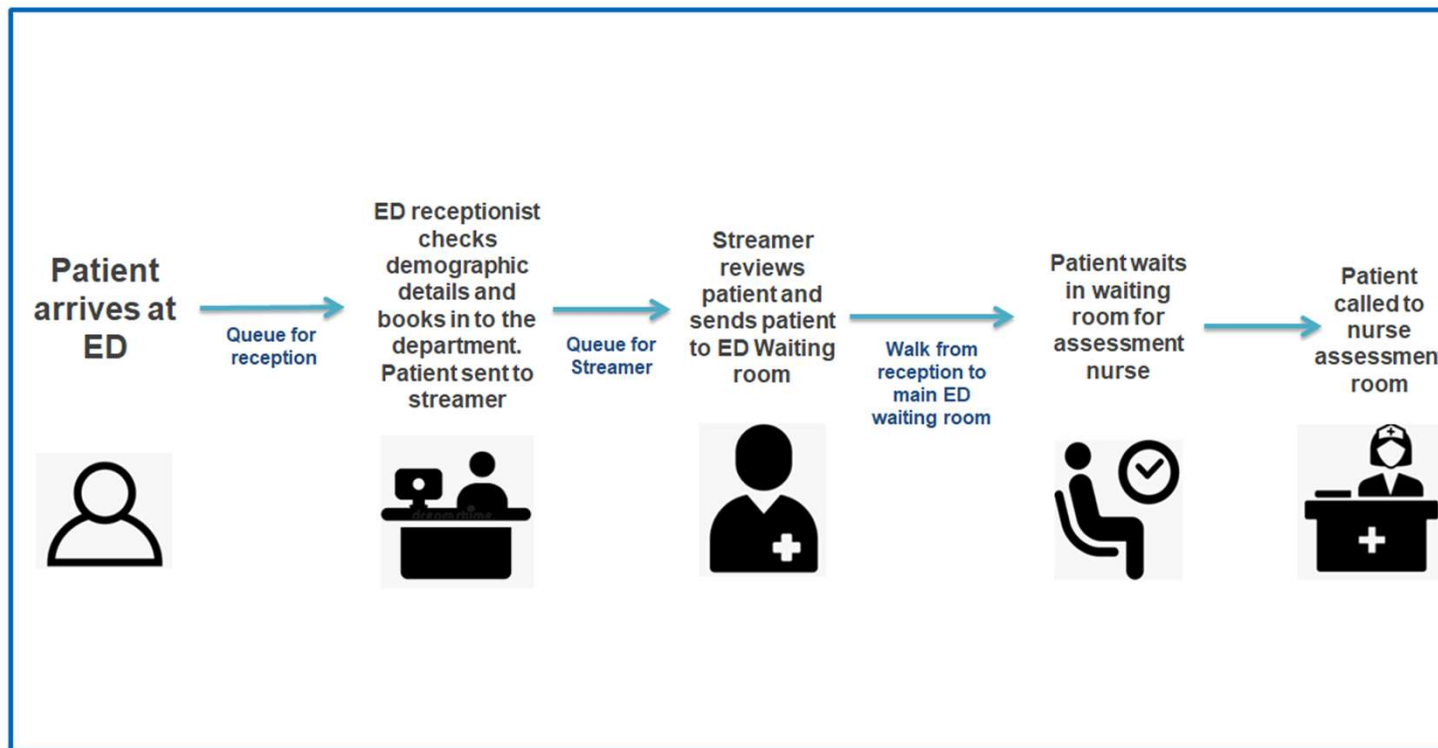 Patient
arrives at
ED
Queue for
reception
ED receptionist
checks
demographic
details and
books in to the
department.
Patient sent to
streamer
Queue for
Streamer
Streamer
reviews
patient and
sends patient
to ED Waiting
room
Walk from
reception to
main ED
waiting room
Patient waits
in waiting
room for
assessment
nurse
Patient
called to
nurse
assessment
room
dreamstime